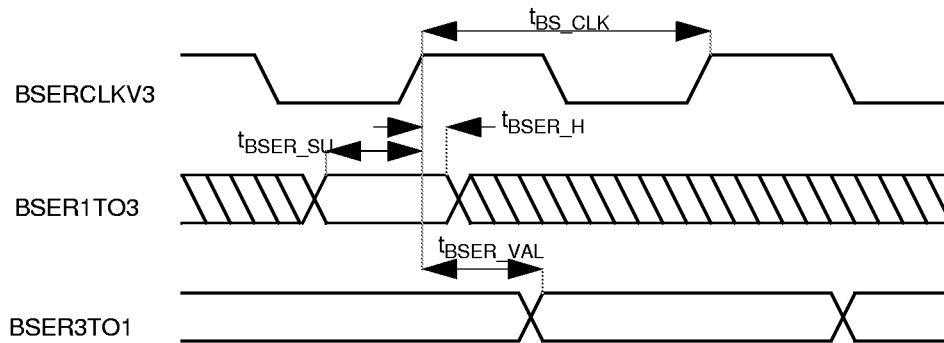 tBS_CLK
BSERCLKV3
tBSER_H
tBSER_SU
BSER1TO3
tBSER_VAL
BSER3TO1